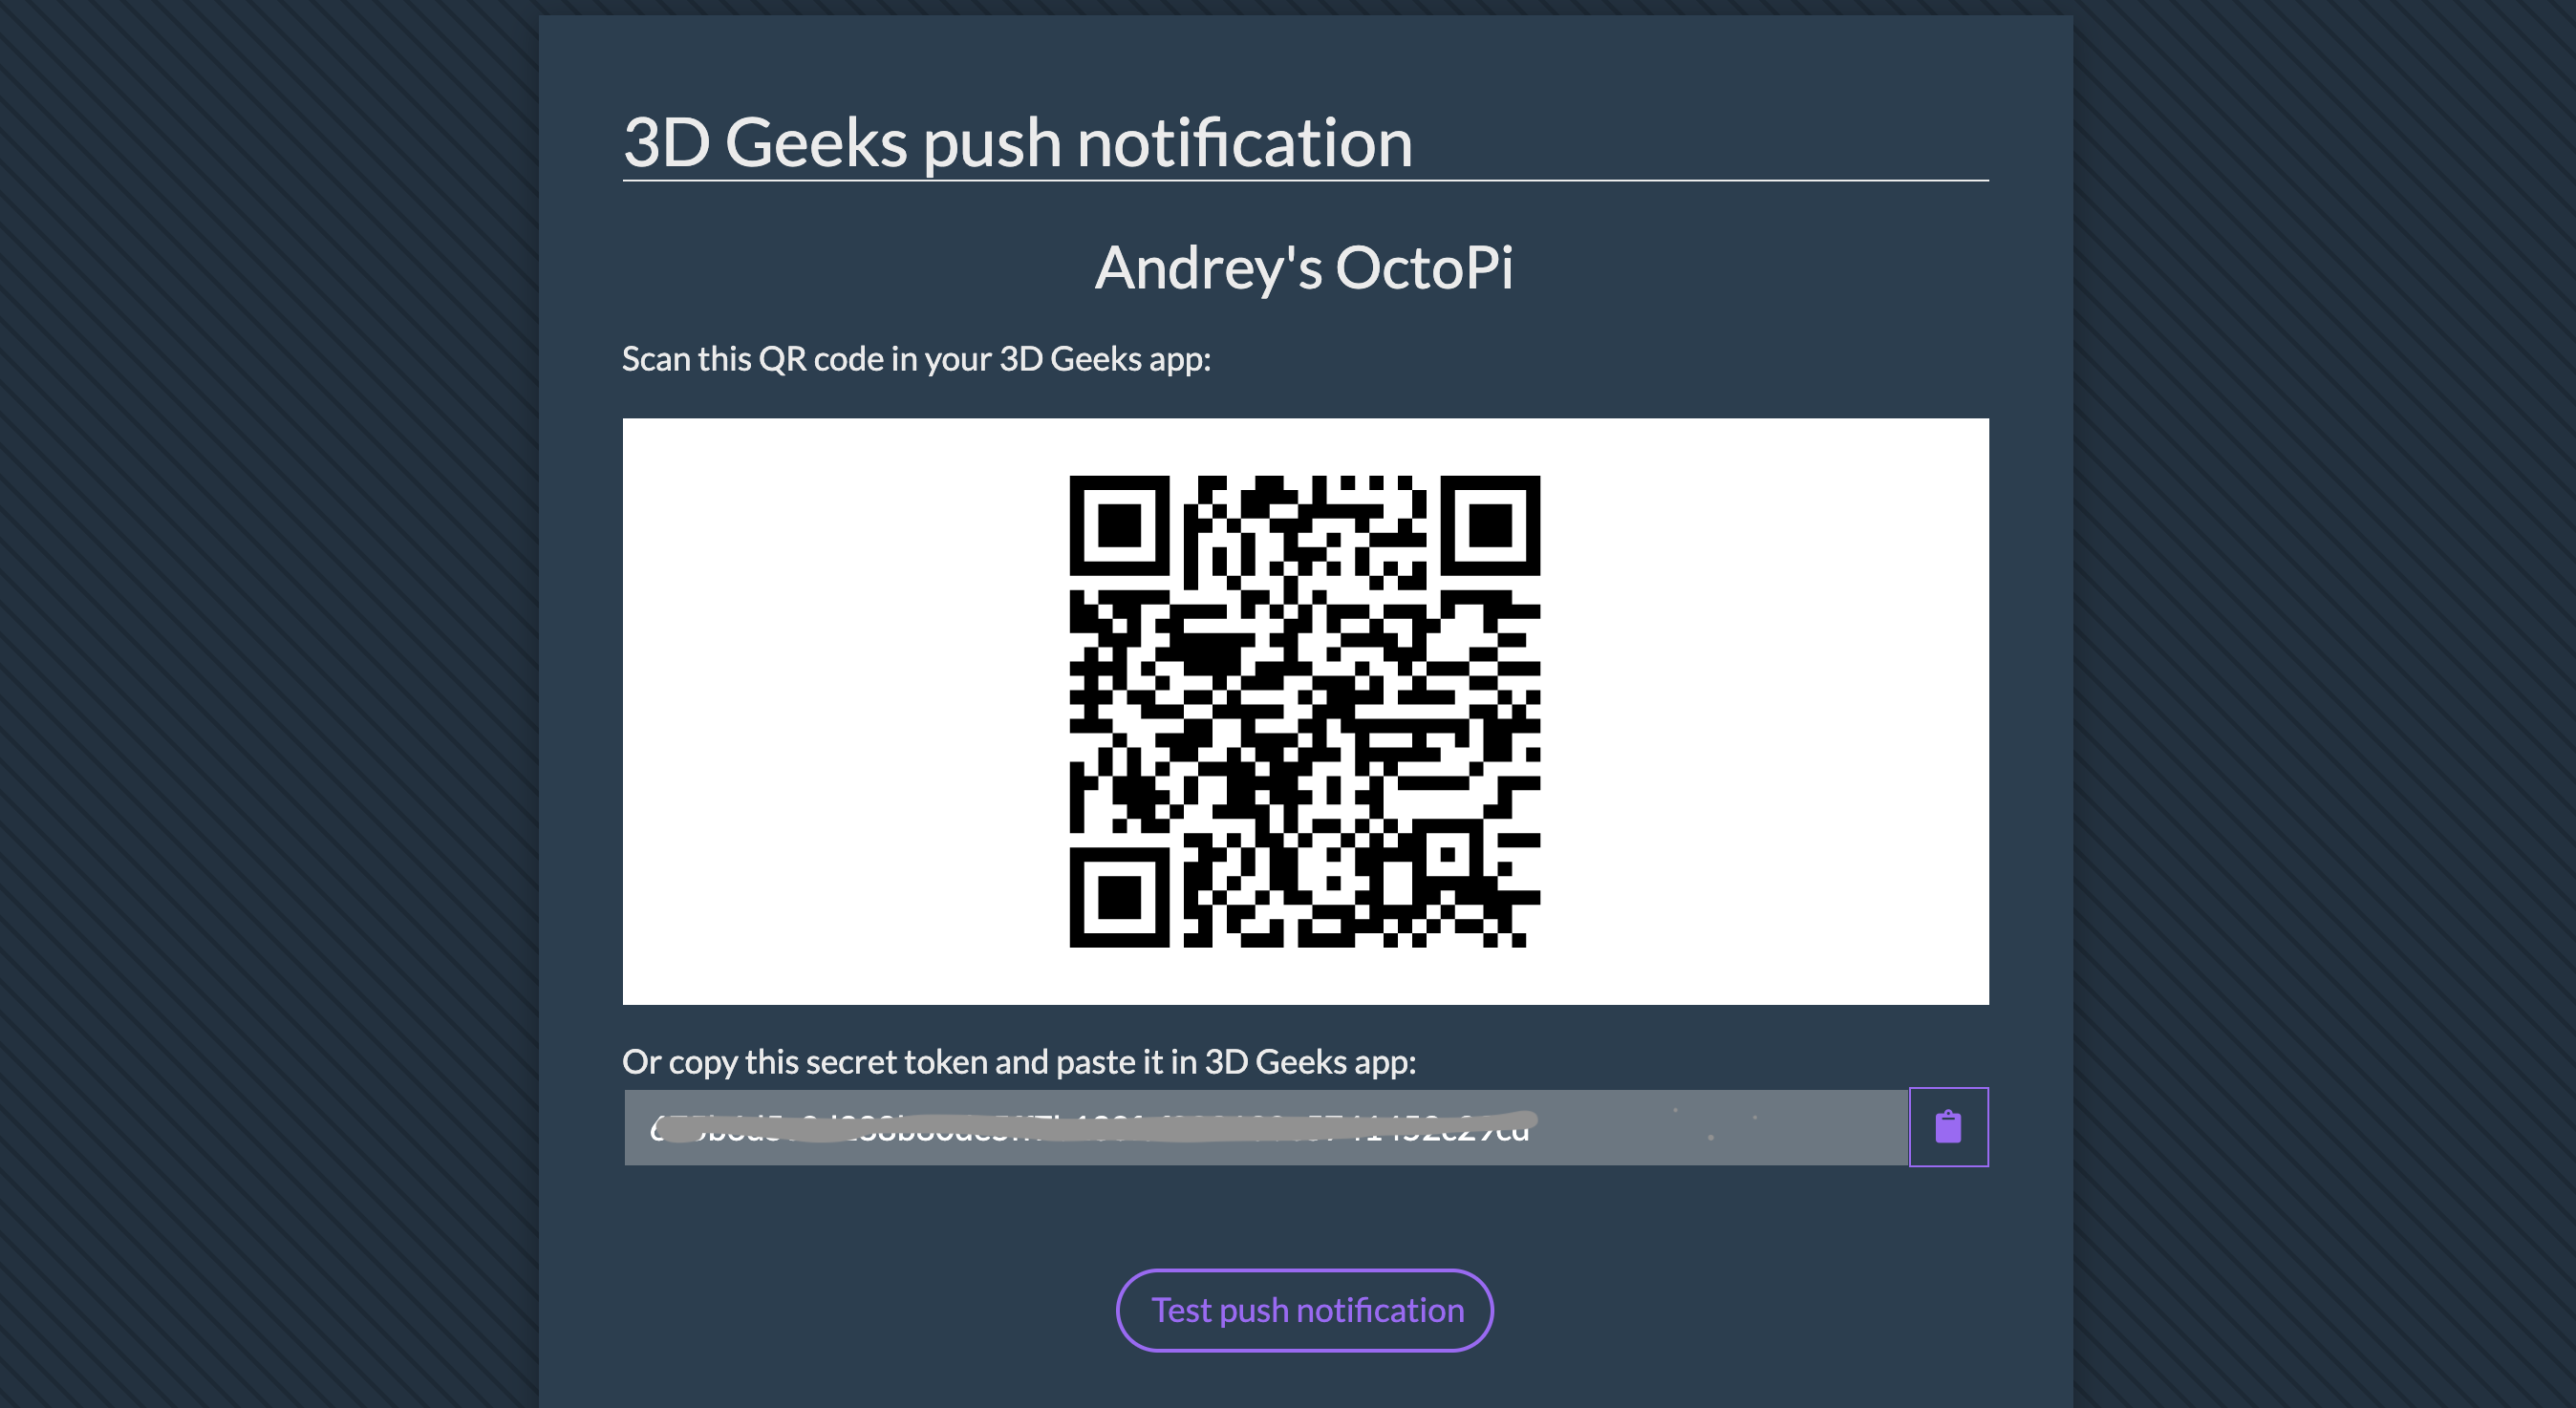 3D Geeks push notification
Andrey's OctoPi
Scan this QR code in your 3D Geeks app:
Or copy this secret token and paste it in 3D Geeks app:
Test push notification